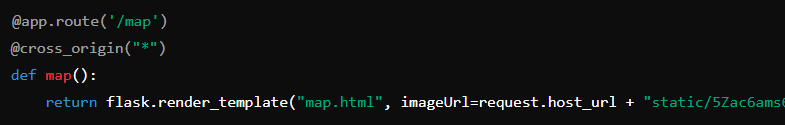 @app.route('/map')
@cross_origin("*")
def map():
return flask.render_template("map.html", imageUrl=request.host_url + "static/5Zac6ams